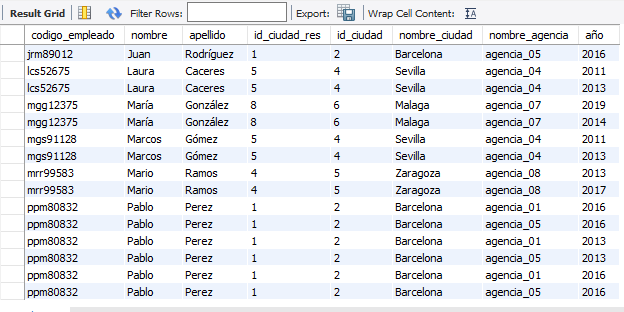 Result Grid Filter Rows: Export: Wrap Cell Content:
codigo_empleado nombre apellido id_ciudad_res id_ciudad nombre_ciudad nombre_agencia año
jrm89012 Juan Rodríguez 1 2 Barcelona agencia_05 2016
lcs52675 Laura Caceres 5 4 Sevilla agencia_04 2011
lcs52675 Laura Caceres 5 4 Sevilla agencia_04 2013
mgg12375 María González 8 6 Malaga agencia_07 2019
mgg12375 María González 8 6 Malaga agencia_07 2014
mgs91128 Marcos Gómez 5 4 Sevilla agencia_04 2011
mgs91128 Marcos Gómez 5 4 Sevilla agencia_04 2013
mrr99583 Mario Ramos 4 5 Zaragoza agencia_08 2013
mrr99583 Mario Ramos 4 5 Zaragoza agencia_08 2017
ppm80832 Pablo Perez 1 2 Barcelona agencia_01 2013
ppm80832 Pablo Perez 1 2 Barcelona agencia_05 2016
ppm80832 Pablo Perez 1 2 Barcelona agencia_01 2013
ppm80832 Pablo Perez 1 2 Barcelona agencia_05 2013
ppm80832 Pablo Perez 1 2 Barcelona agencia_01 2016
ppm80832 Pablo Perez 1 2 Barcelona agencia_05 2016